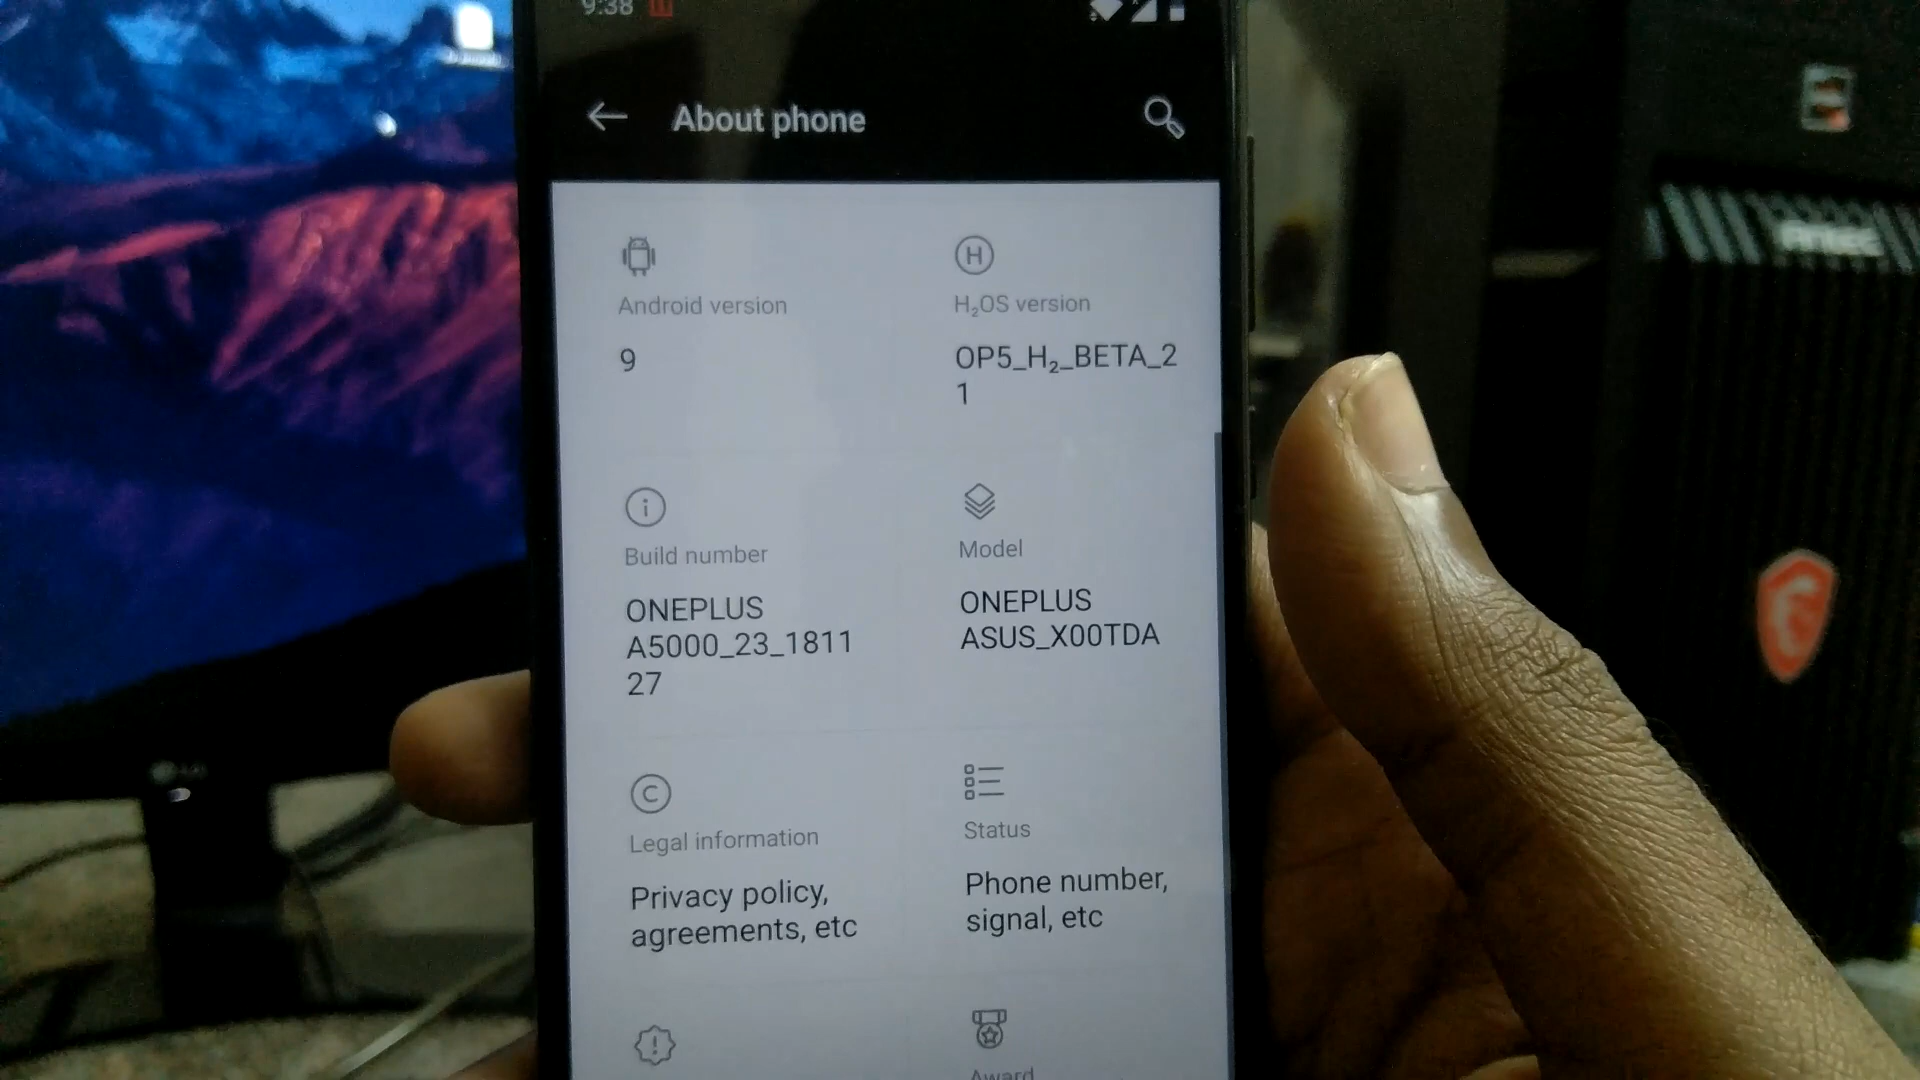 9:38
About phone
Android version
9
H₂OS version
OP5_H₂_BETA_2
1
Build number
ONEPLUS
A5000_23_1811
27
Model
ONEPLUS
ASUS_X00TDA
Legal information
Privacy policy,
agreements, etc
Status
Phone number,
signal, etc
Award
Antec